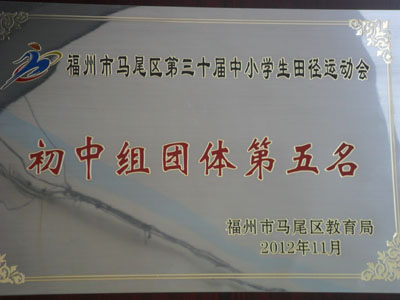 福州市马尾区第三十届中小学生田径运动会
初中组团体第五名
福州市马尾区教育局
2012年11月